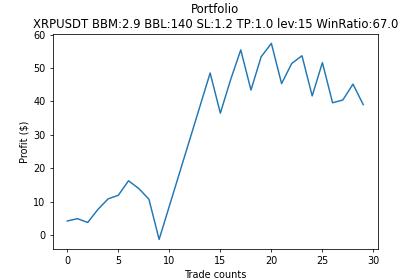 Portfolio
XRPUSDT BBM:2.9 BBL:140 SL:1.2 TP:1.0 lev:15 WinRatio:67.0
60
50
40
30
20
10
0
Profit ($)
0 5 10 15 20 25 30
Trade counts